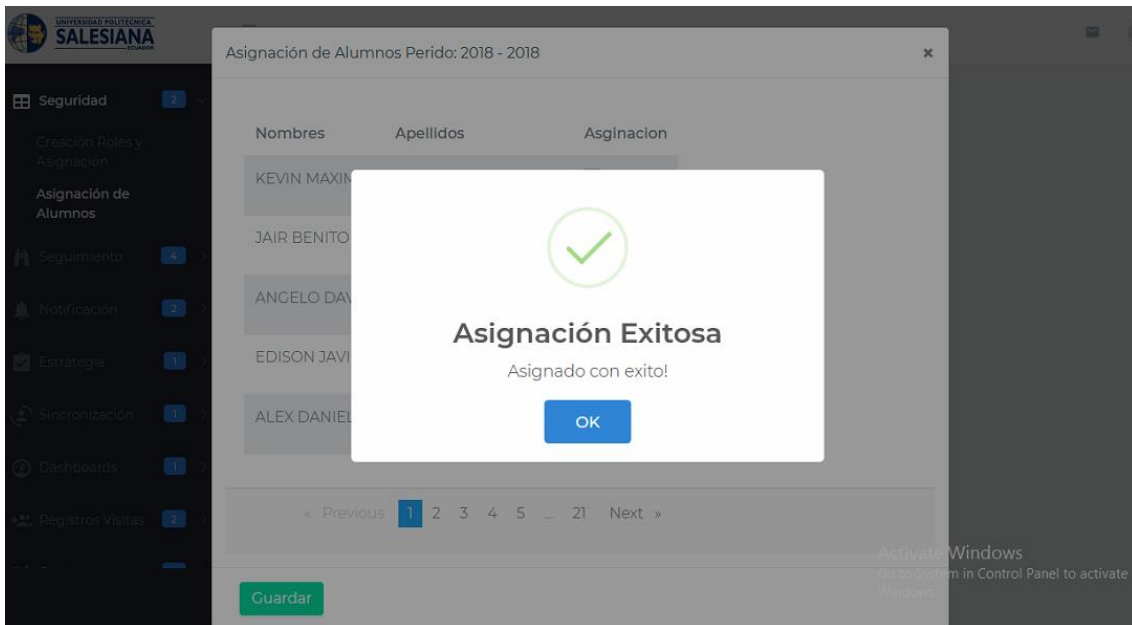 UNIVERSIDAD POLITÉCNICA
SALESIANA
ECUADOR
Asignación de Alumnos Perido: 2018 - 2018
×
Seguridad 2
Creación Roles y
Asignación
Asignación de
Alumnos
Seguimiento 4
Notificación 2
Estrategia 1
Sincronización 1
Dashboards 1
Registros Visitas 2
Nombres Apellidos Asginacion
KEVIN MAXIM
JAIR BENITO
ANGELO DAV
EDISON JAVI
ALEX DANIEL
Asignación Exitosa
Asignado con exito!
OK
« Previous 1 2 3 4 5 ... 21 Next »
Guardar
Activate Windows
Go to System in Control Panel to activate
Windows.